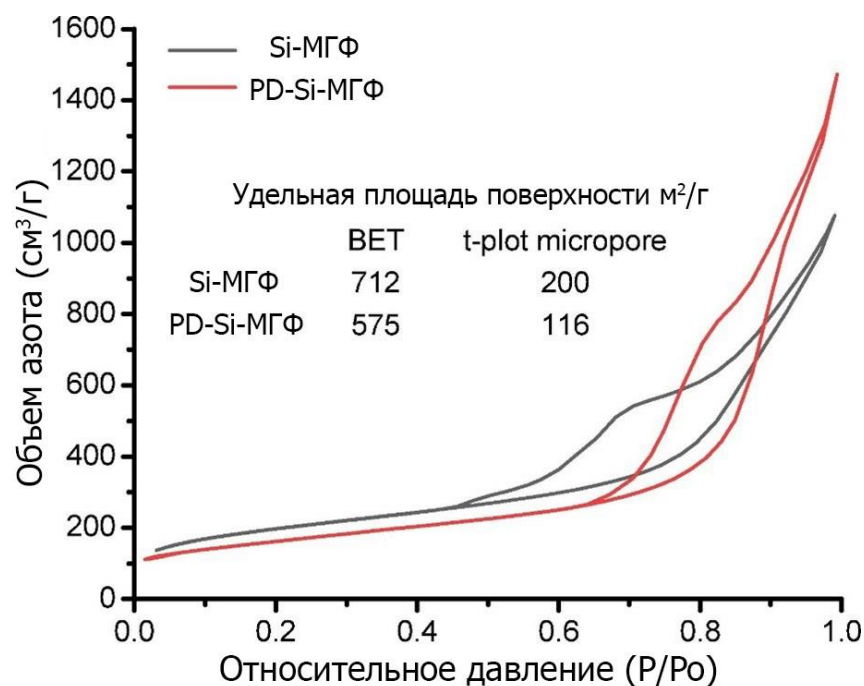 Si-МГФ
PD-Si-МГФ
Удельная площадь поверхности м²/г
BET t-plot micropore
Si-МГФ 712 200
PD-Si-МГФ 575 116
Объем азота (см³/г)
1600
1400
1200
1000
800
600
400
200
0
0.0 0.2 0.4 0.6 0.8 1.0
Относительное давление (P/Po)